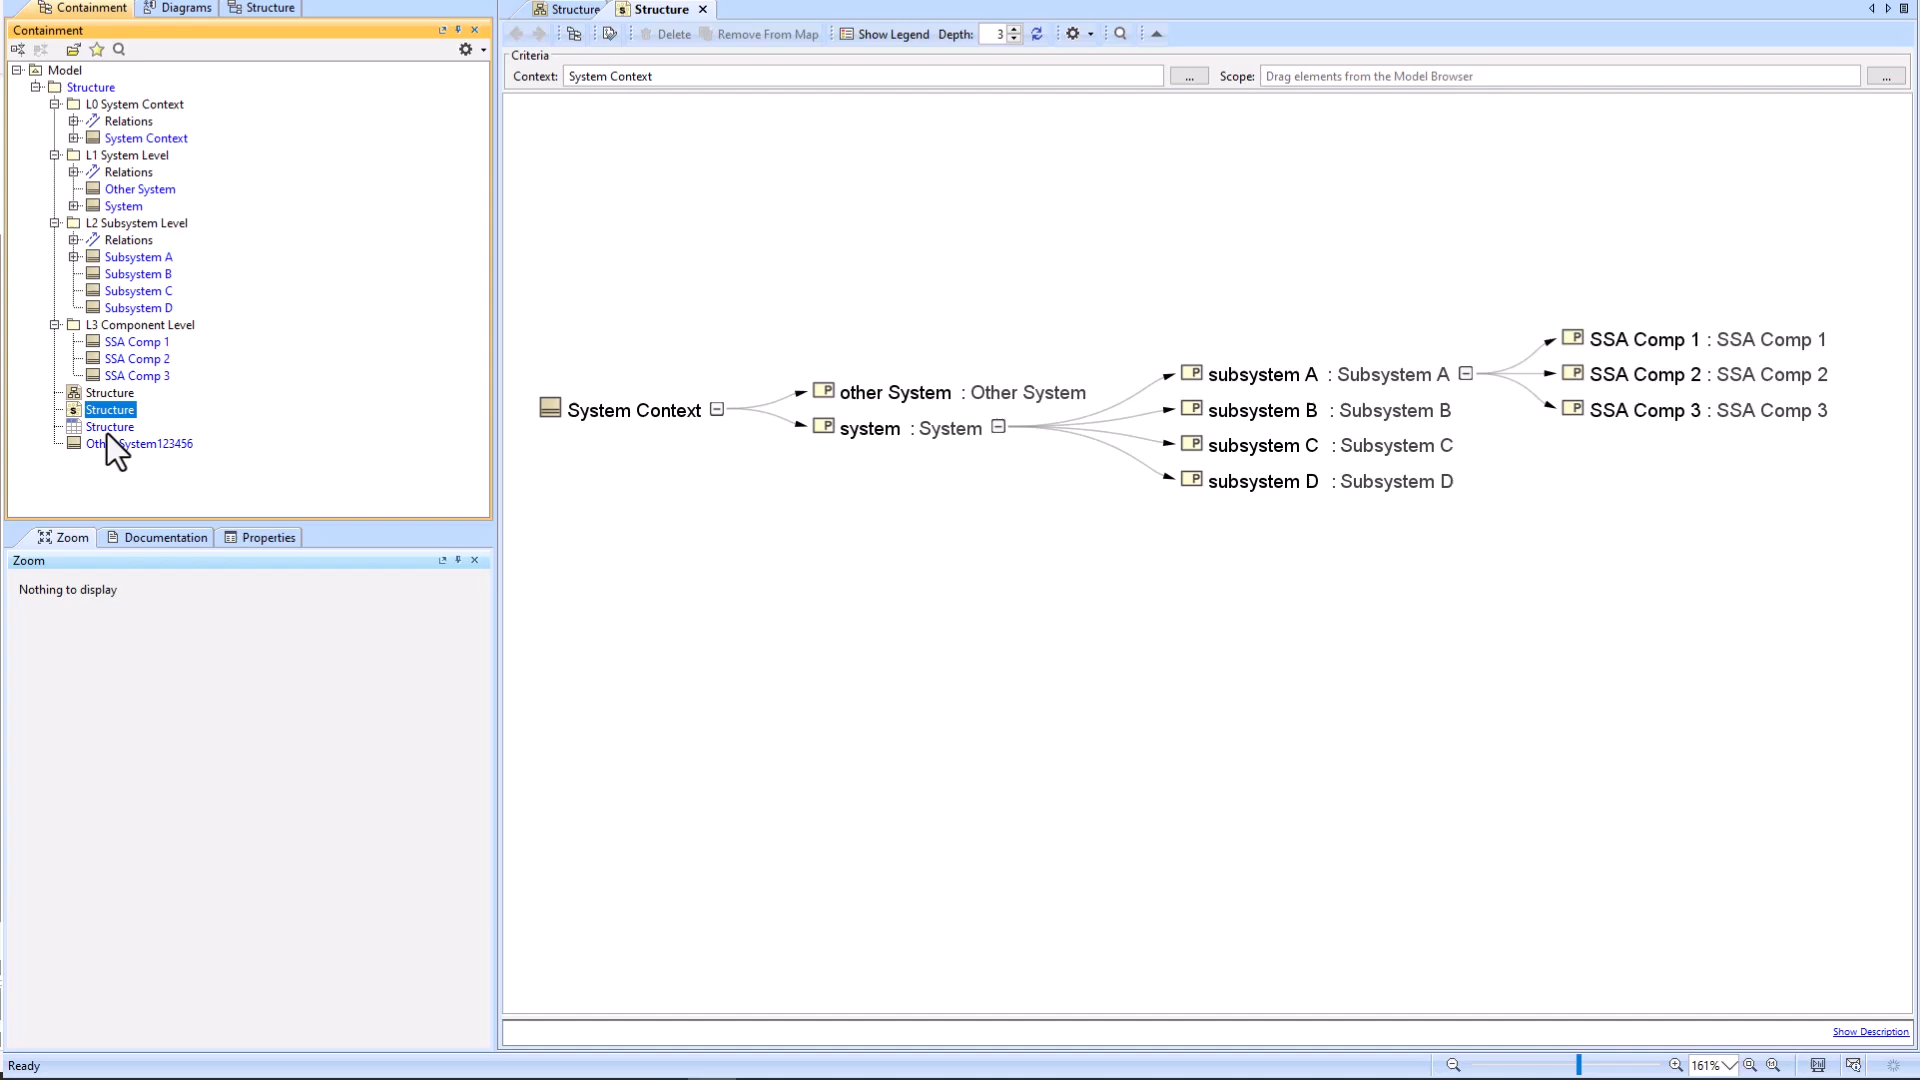 Containment Diagrams Structure
Containment
Model
Structure
L0 System Context
Relations
System Context
L1 System Level
Relations
Other System
System
L2 Subsystem Level
Relations
Subsystem A
Subsystem B
Subsystem C
Subsystem D
L3 Component Level
SSA Comp 1
SSA Comp 2
SSA Comp 3
Structure
Structure
Structure
Zoom Documentation Properties
Zoom
Nothing to display
Structure Structure
Delete Remove From Map Show Legend Depth: 3
Criteria
Context: System Context ... Scope: Drag elements from the Model Browser ...
System Context
other System : Other System
system : System
subsystem A : Subsystem A
subsystem B : Subsystem B
subsystem C : Subsystem C
subsystem D : Subsystem D
SSA Comp 1 : SSA Comp 1
SSA Comp 2 : SSA Comp 2
SSA Comp 3 : SSA Comp 3
Show Description
Ready
161%